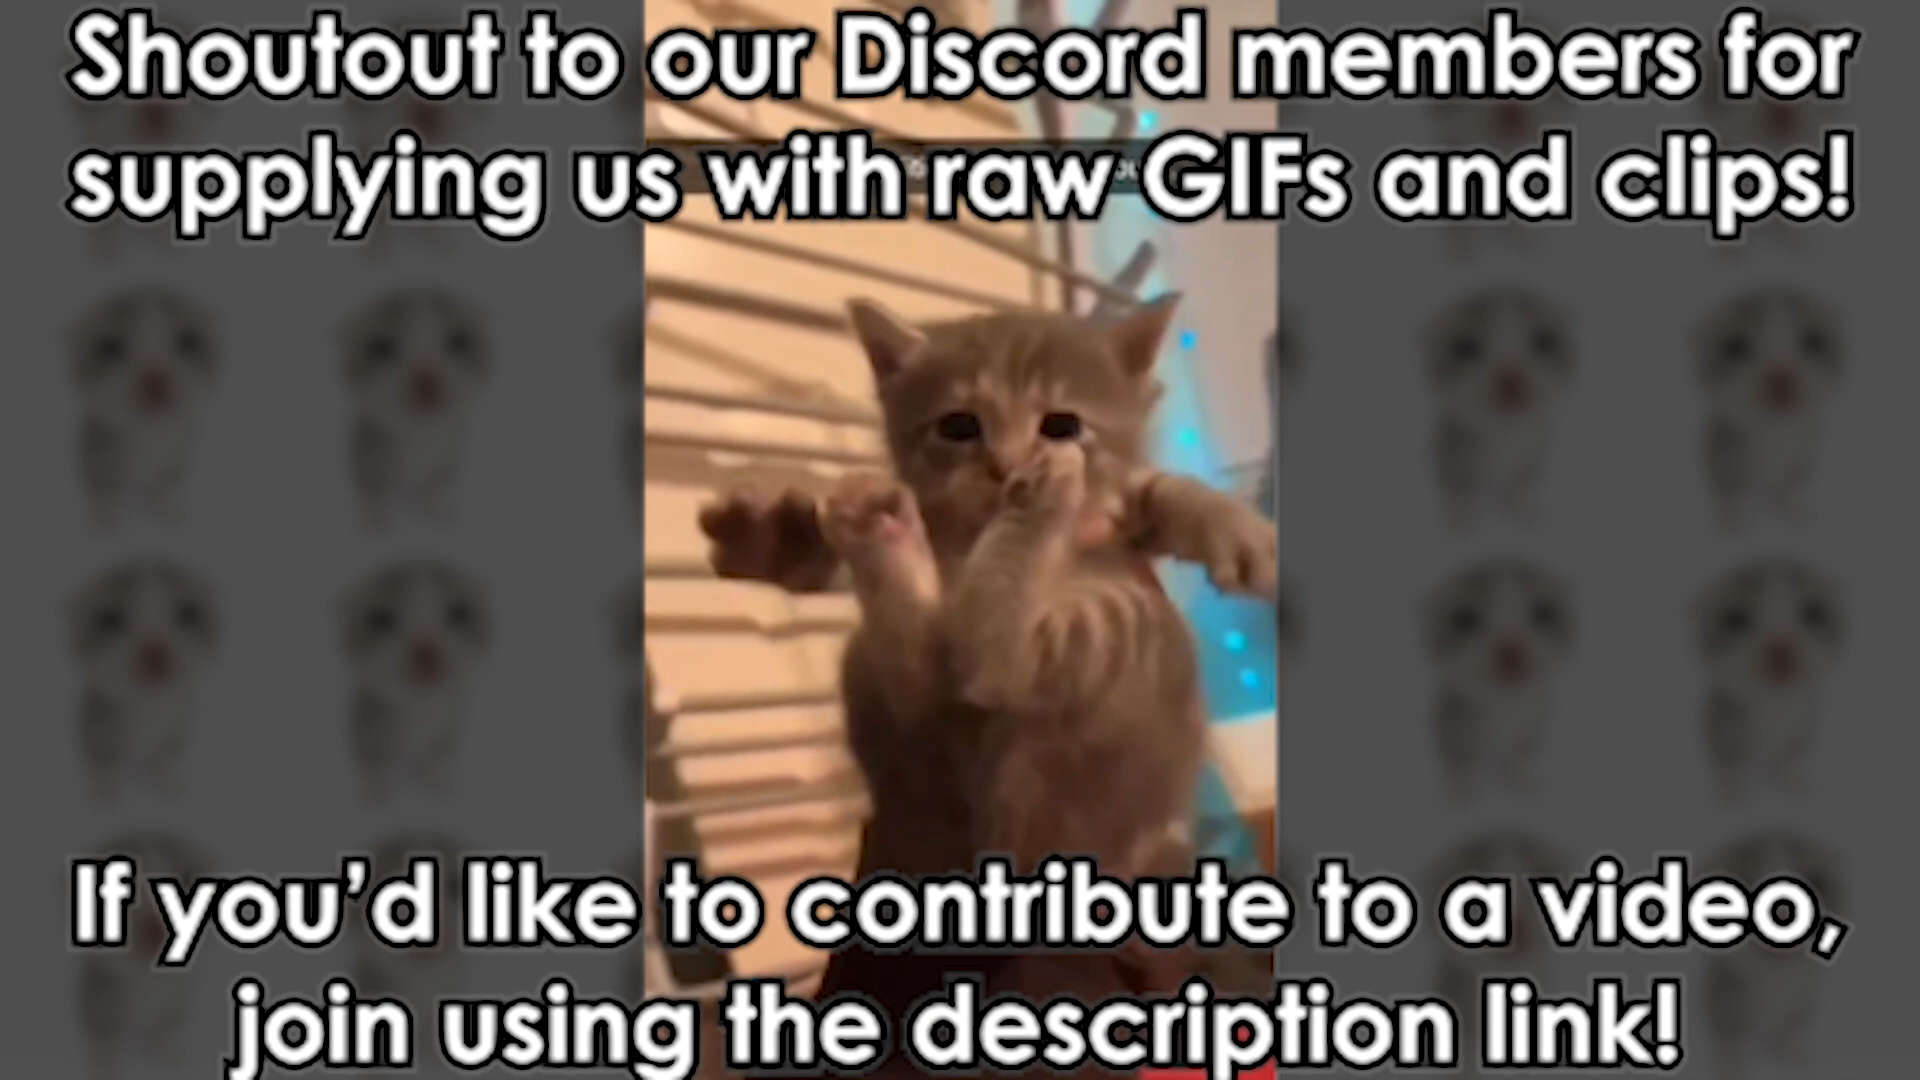 Shoutout to our Discord members for
supplying us with raw GIFs and clips!
If you'd like to contribute to a video,
join using the description link!